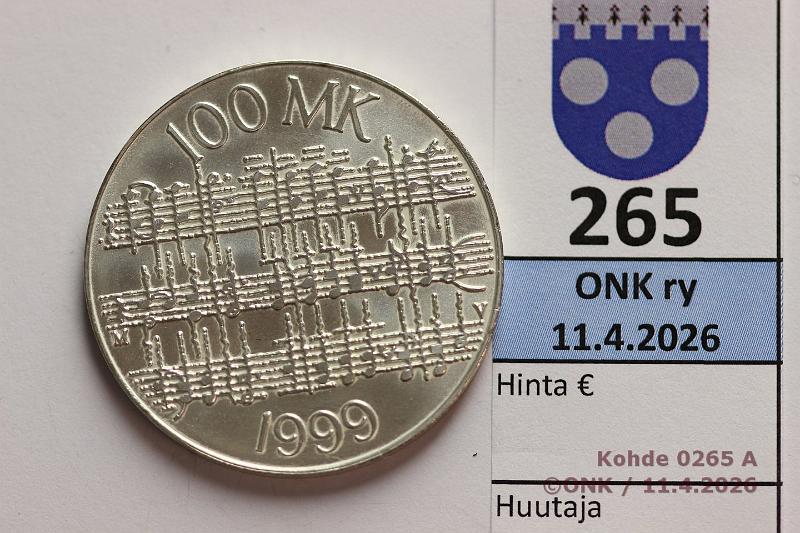 100 MK
M Y
1999
265
ONK ry
11.4.2026
Hinta €
Kohde 0265 A
©ONK / 11.4.2026
Huutaja